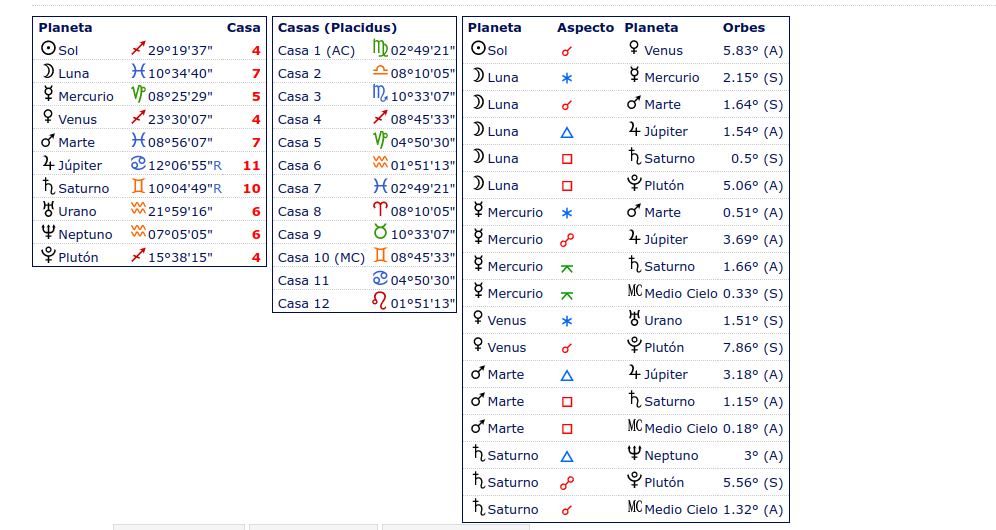 Planeta Casa
Sol ♐ 29°19'37" 4
Luna ♓ 10°34'40" 7
Mercurio ♑ 08°25'29" 5
Venus ♐ 23°30'07" 4
Marte ♓ 08°56'07" 7
Júpiter ♋ 12°06'55"R 11
Saturno ♊ 10°04'49"R 10
Urano ♒ 21°59'16" 6
Neptuno ♒ 07°05'05" 6
Plutón ♐ 15°38'15" 4
Casas (Placidus)
Casa 1 (AC) ♍ 02°49'21"
Casa 2 ♎ 08°10'05"
Casa 3 ♏ 10°33'07"
Casa 4 ♐ 08°45'33"
Casa 5 ♑ 04°50'30"
Casa 6 ♒ 01°51'13"
Casa 7 ♓ 02°49'21"
Casa 8 ♈ 08°10'05"
Casa 9 ♉ 10°33'07"
Casa 10 (MC) ♊ 08°45'33"
Casa 11 ♋ 04°50'30"
Casa 12 ♌ 01°51'13"
Planeta Aspecto Planeta Orbes
Sol ☌ Venus 5.83° (A)
Luna ⚹ Mercurio 2.15° (S)
Luna ☌ Marte 1.64° (S)
Luna △ Júpiter 1.54° (A)
Luna □ Saturno 0.5° (S)
Luna □ Plutón 5.06° (A)
Mercurio ⚹ Marte 0.51° (A)
Mercurio ☍ Júpiter 3.69° (A)
Mercurio ⚻ Saturno 1.66° (A)
Mercurio ⚻ MC Medio Cielo 0.33° (S)
Venus ⚹ Urano 1.51° (S)
Venus ☌ Plutón 7.86° (S)
Marte △ Júpiter 3.18° (A)
Marte □ Saturno 1.15° (A)
Marte □ MC Medio Cielo 0.18° (A)
Saturno △ Neptuno 3° (A)
Saturno ☍ Plutón 5.56° (S)
Saturno ☌ MC Medio Cielo 1.32° (A)